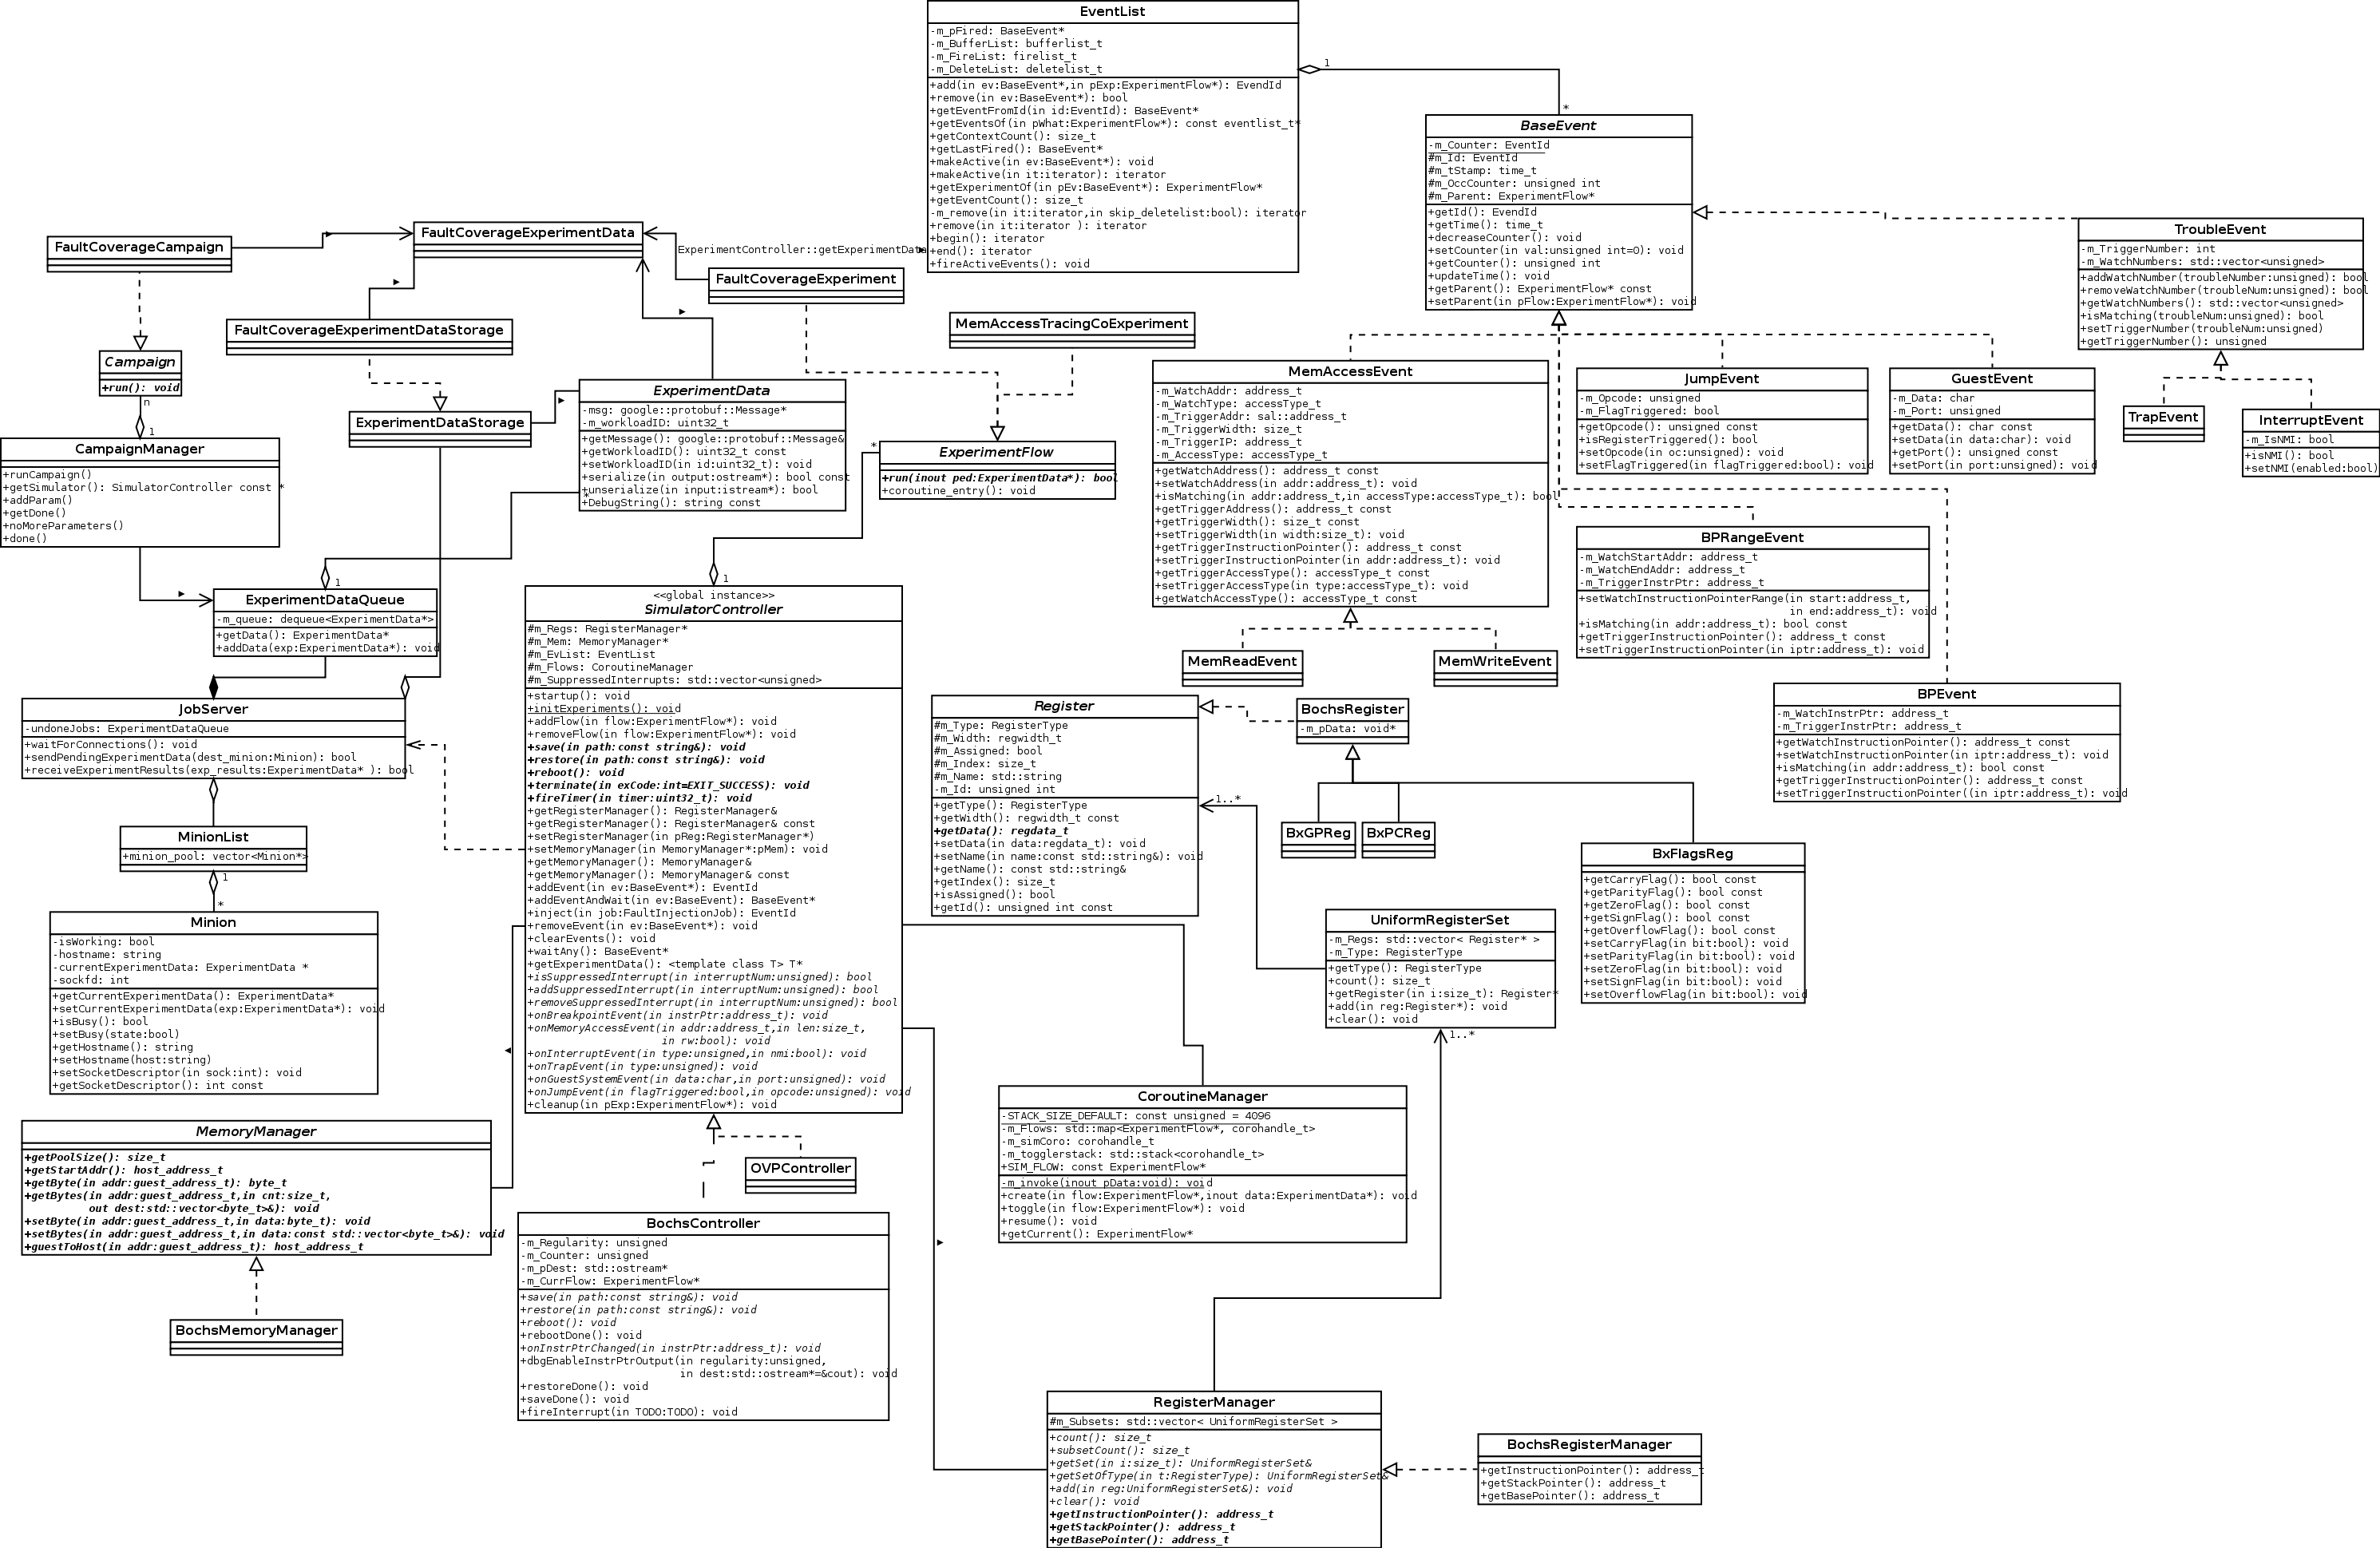 EventList
-m_pFired: BaseEvent*
-m_BufferList: bufferlist_t
-m_FireList: firelist_t
-m_DeleteList: deletelist_t
+add(in ev:BaseEvent*,in pExp:ExperimentFlow*): EvendId
+remove(in ev:BaseEvent*): bool
+getEventFromId(in id:EventId): BaseEvent*
+getEventsOf(in pWhat:ExperimentFlow*): const eventlist_t*
+getContextCount(): size_t
+getLastFired(): BaseEvent*
+makeActive(in ev:BaseEvent*): void
+makeActive(in it:iterator): iterator
+getExperimentOf(in pEv:BaseEvent*): ExperimentFlow*
+getEventCount(): size_t
-m_remove(in it:iterator,in skip_deletelist:bool): iterator
+remove(in it:iterator ): iterator
+begin(): iterator
+end(): iterator
+fireActiveEvents(): void
1
*
BaseEvent
-m_Counter: EventId
#m_Id: EventId
#m_tStamp: time_t
#m_OccCounter: unsigned int
#m_Parent: ExperimentFlow*
+getId(): EvendId
+getTime(): time_t
+decreaseCounter(): void
+setCounter(in val:unsigned int=0): void
+getCounter(): unsigned int
+updateTime(): void
+getParent(): ExperimentFlow* const
+setParent(in pFlow:ExperimentFlow*): void
TroubleEvent
-m_TriggerNumber: int
-m_WatchNumbers: std::vector<unsigned>
+addWatchNumber(troubleNumber:unsigned): bool
+removeWatchNumber(troubleNum:unsigned): bool
+getWatchNumbers(): std::vector<unsigned>
+isMatching(troubleNum:unsigned): bool
+setTriggerNumber(troubleNum:unsigned)
+getTriggerNumber(): unsigned
FaultCoverageCampaign
FaultCoverageExperimentData
ExperimentController::getExperimentData
FaultCoverageExperiment
FaultCoverageExperimentDataStorage
MemAccessTracingCoExperiment
Campaign
+run(): void
n
1
CampaignManager
+runCampaign()
+getSimulator(): SimulatorController const *
+addParam()
+getDone()
+noMoreParameters()
+done()
ExperimentDataStorage
ExperimentData
-msg: google::protobuf::Message*
-m_workloadID: uint32_t
+getMessage(): google::protobuf::Message&
+getWorkloadID(): uint32_t const
+setWorkloadID(in id:uint32_t): void
+serialize(in output:ostream*): bool const
+unserialize(in input:istream*): bool
+DebugString(): string const
*
*
ExperimentFlow
+run(inout ped:ExperimentData*): bool
+coroutine_entry(): void
MemAccessEvent
-m_WatchAddr: address_t
-m_WatchType: accessType_t
-m_TriggerAddr: sal::address_t
-m_TriggerWidth: size_t
-m_TriggerIP: address_t
-m_AccessType: accessType_t
+getWatchAddress(): address_t const
+setWatchAddress(in addr:address_t): void
+isMatching(in addr:address_t,in accessType:accessType_t): bool
+getTriggerAddress(): address_t const
+getTriggerWidth(): size_t const
+setTriggerWidth(in width:size_t): void
+getTriggerInstructionPointer(): address_t const
+setTriggerInstructionPointer(in addr:address_t): void
+getTriggerAccessType(): accessType_t const
+setTriggerAccessType(in type:accessType_t): void
+getWatchAccessType(): accessType_t const
JumpEvent
-m_Opcode: unsigned
-m_FlagTriggered: bool
+getOpcode(): unsigned const
+isRegisterTriggered(): bool
+setOpcode(in oc:unsigned): void
+setFlagTriggered(in flagTriggered:bool): void
GuestEvent
-m_Data: char
-m_Port: unsigned
+getData(): char const
+setData(in data:char): void
+getPort(): unsigned const
+setPort(in port:unsigned): void
TrapEvent
InterruptEvent
-m_IsNMI: bool
+isNMI(): bool
+setNMI(enabled:bool)
BPRangeEvent
-m_WatchStartAddr: address_t
-m_WatchEndAddr: address_t
-m_TriggerInstrPtr: address_t
+setWatchInstructionPointerRange(in start:address_t,
in end:address_t): void
+isMatching(in addr:address_t): bool const
+getTriggerInstructionPointer(): address_t const
+setTriggerInstructionPointer(in iptr:address_t): void
1
ExperimentDataQueue
-m_queue: dequeue<ExperimentData*>
+getData(): ExperimentData*
+addData(exp:ExperimentData*): void
1
<<global instance>>
SimulatorController
#m_Regs: RegisterManager*
#m_Mem: MemoryManager*
#m_EvList: EventList
#m_Flows: CoroutineManager
#m_SuppressedInterrupts: std::vector<unsigned>
+startup(): void
+initExperiments(): void
+addFlow(in flow:ExperimentFlow*): void
+removeFlow(in flow:ExperimentFlow*): void
+save(in path:const string&): void
+restore(in path:const string&): void
+reboot(): void
+terminate(in exCode:int=EXIT_SUCCESS): void
+fireTimer(in timer:uint32_t): void
+getRegisterManager(): RegisterManager&
+getRegisterManager(): RegisterManager& const
+setRegisterManager(in pReg:RegisterManager*)
+setMemoryManager(in MemoryManager*:pMem): void
+getMemoryManager(): MemoryManager&
+getMemoryManager(): MemoryManager& const
+addEvent(in ev:BaseEvent*): EventId
+addEventAndWait(in ev:BaseEvent): BaseEvent*
+inject(in job:FaultInjectionJob): EventId
+removeEvent(in ev:BaseEvent*): void
+clearEvents(): void
+waitAny(): BaseEvent*
+getExperimentData(): <template class T> T*
+isSuppressedInterrupt(in interruptNum:unsigned): bool
+addSuppressedInterrupt(in interruptNum:unsigned): bool
+removeSuppressedInterrupt(in interruptNum:unsigned): bool
+onBreakpointEvent(in instrPtr:address_t): void
+onMemoryAccessEvent(in addr:address_t,in len:size_t,
in rw:bool): void
+onInterruptEvent(in type:unsigned,in nmi:bool): void
+onTrapEvent(in type:unsigned): void
+onGuestSystemEvent(in data:char,in port:unsigned): void
+onJumpEvent(in flagTriggered:bool,in opcode:unsigned): void
+cleanup(in pExp:ExperimentFlow*): void
MemReadEvent
MemWriteEvent
BPEvent
-m_WatchInstrPtr: address_t
-m_TriggerInstrPtr: address_t
+getWatchInstructionPointer(): address_t const
+setWatchInstructionPointer(in iptr:address_t): void
+isMatching(in addr:address_t): bool const
+getTriggerInstructionPointer(): address_t const
+setTriggerInstructionPointer((in iptr:address_t): void
JobServer
-undoneJobs: ExperimentDataQueue
+waitForConnections(): void
+sendPendingExperimentData(dest_minion:Minion): bool
+receiveExperimentResults(exp_results:ExperimentData* ): bool
Register
#m_Type: RegisterType
#m_Width: regwidth_t
#m_Assigned: bool
#m_Index: size_t
#m_Name: std::string
-m_Id: unsigned int
+getType(): RegisterType
+getWidth(): regwidth_t const
+getData(): regdata_t
+setData(in data:regdata_t): void
+setName(in name:const std::string&): void
+getName(): const std::string&
+getIndex(): size_t
+isAssigned(): bool
+getId(): unsigned int const
1..*
BochsRegister
-m_pData: void*
BxGPReg
BxPCReg
BxFlagsReg
+getCarryFlag(): bool const
+getParityFlag(): bool const
+getZeroFlag(): bool const
+getSignFlag(): bool const
+getOverflowFlag(): bool const
+setCarryFlag(in bit:bool): void
+setParityFlag(in bit:bool): void
+setZeroFlag(in bit:bool): void
+setSignFlag(in bit:bool): void
+setOverflowFlag(in bit:bool): void
MinionList
+minion_pool: vector<Minion*>
1
*
Minion
-isWorking: bool
-hostname: string
-currentExperimentData: ExperimentData *
-sockfd: int
+getCurrentExperimentData(): ExperimentData*
+setCurrentExperimentData(exp:ExperimentData*): void
+isBusy(): bool
+setBusy(state:bool)
+getHostname(): string
+setHostname(host:string)
+setSocketDescriptor(in sock:int): void
+getSocketDescriptor(): int const
UniformRegisterSet
-m_Regs: std::vector< Register* >
-m_Type: RegisterType
+getType(): RegisterType
+count(): size_t
+getRegister(in i:size_t): Register*
+add(in reg:Register*): void
+clear(): void
1..*
CoroutineManager
-STACK_SIZE_DEFAULT: const unsigned = 4096
-m_Flows: std::map<ExperimentFlow*, corohandle_t>
-m_simCoro: corohandle_t
-m_togglerstack: std::stack<corohandle_t>
+SIM_FLOW: const ExperimentFlow*
-m_invoke(inout pData:void): void
+create(in flow:ExperimentFlow*,inout data:ExperimentData*): void
+toggle(in flow:ExperimentFlow*): void
+resume(): void
+getCurrent(): ExperimentFlow*
MemoryManager
+getPoolSize(): size_t
+getStartAddr(): host_address_t
+getByte(in addr:guest_address_t): byte_t
+getBytes(in addr:guest_address_t,in cnt:size_t,
out dest:std::vector<byte_t>&): void
+setByte(in addr:guest_address_t,in data:byte_t): void
+setBytes(in addr:guest_address_t,in data:const std::vector<byte_t>&): void
+guestToHost(in addr:guest_address_t): host_address_t
BochsMemoryManager
OVPController
BochsController
-m_Regularity: unsigned
-m_Counter: unsigned
-m_pDest: std::ostream*
-m_CurrFlow: ExperimentFlow*
+save(in path:const string&): void
+restore(in path:const string&): void
+reboot(): void
+rebootDone(): void
+onInstrPtrChanged(in instrPtr:address_t): void
+dbgEnableInstrPtrOutput(in regularity:unsigned,
in dest:std::ostream*=&cout): void
+restoreDone(): void
+saveDone(): void
+fireInterrupt(in TODO:TODO): void
RegisterManager
#m_Subsets: std::vector< UniformRegisterSet >
+count(): size_t
+subsetCount(): size_t
+getSet(in i:size_t): UniformRegisterSet&
+getSetOfType(in t:RegisterType): UniformRegisterSet&
+add(in reg:UniformRegisterSet&): void
+clear(): void
+getInstructionPointer(): address_t
+getStackPointer(): address_t
+getBasePointer(): address_t
BochsRegisterManager
+getInstructionPointer(): address_t
+getStackPointer(): address_t
+getBasePointer(): address_t